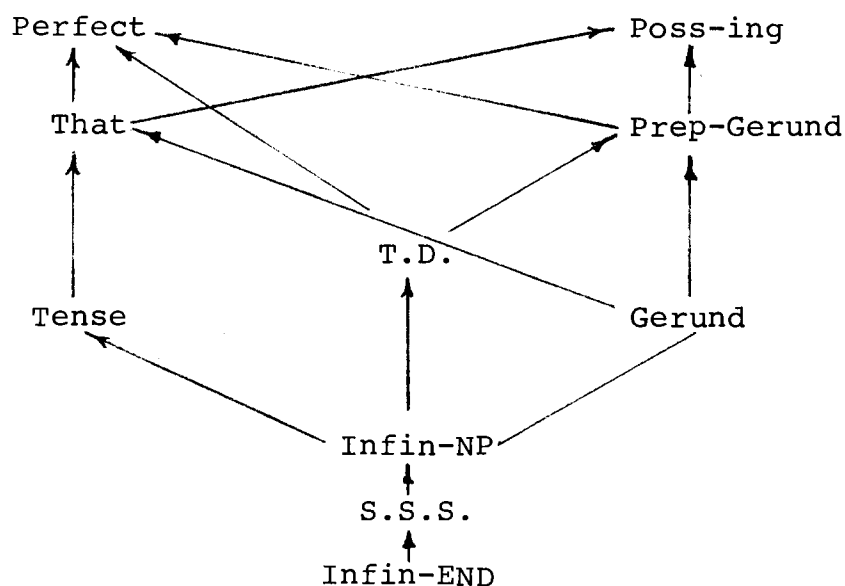 Perfect Poss-ing
That Prep-Gerund
T.D.
Tense Gerund
Infin-NP
S.S.S.
Infin-END